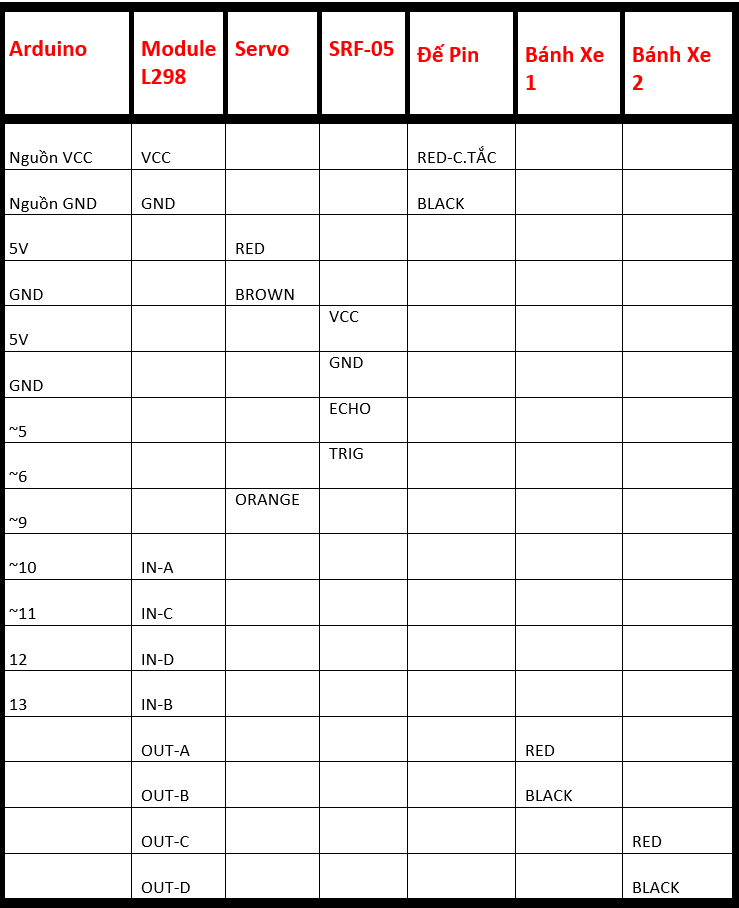 Arduino Module L298 Servo SRF-05 Đế Pin Bánh Xe 1 Bánh Xe 2
Nguồn VCC VCC RED-C.TẮC
Nguồn GND GND BLACK
5V RED
GND BROWN
5V VCC
GND GND
~5 ECHO
~6 TRIG
~9 ORANGE
~10 IN-A
~11 IN-C
12 IN-D
13 IN-B
OUT-A RED
OUT-B BLACK
OUT-C RED
OUT-D BLACK